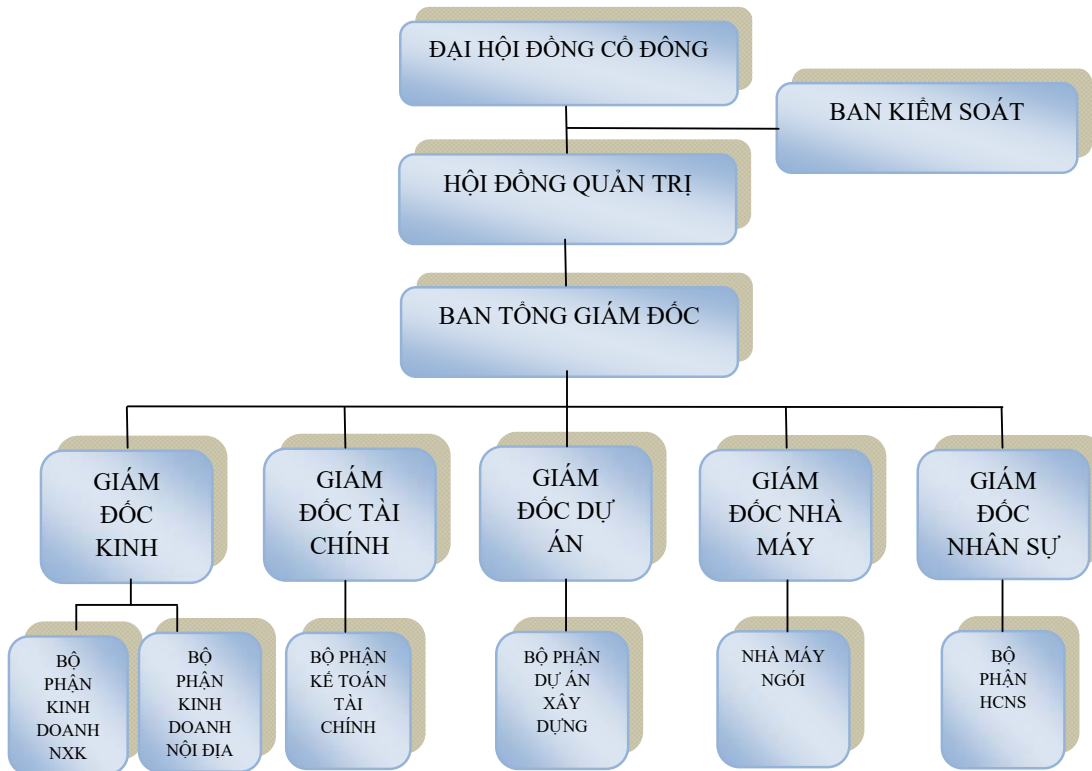 ĐẠI HỘI ĐỒNG CỔ ĐÔNG
BAN KIỂM SOÁT
HỘI ĐỒNG QUẢN TRỊ
BAN TỔNG GIÁM ĐỐC
GIÁM
ĐỐC
KINH
GIÁM
ĐỐC TÀI
CHÍNH
GIÁM
ĐỐC DỰ
ÁN
GIÁM
ĐỐC NHÀ
MÁY
GIÁM
ĐỐC
NHÂN SỰ
BỘ
PHẬN
KINH
DOANH
NXK
BỘ
PHẬN
KINH
DOANH
NỘI ĐỊA
BỘ PHẬN
KẾ TOÁN
TÀI
CHÍNH
BỘ PHẬN
DỰ ÁN
XÂY
DỰNG
NHÀ MÁY
NGÓI
BỘ
PHẬN
HCNS